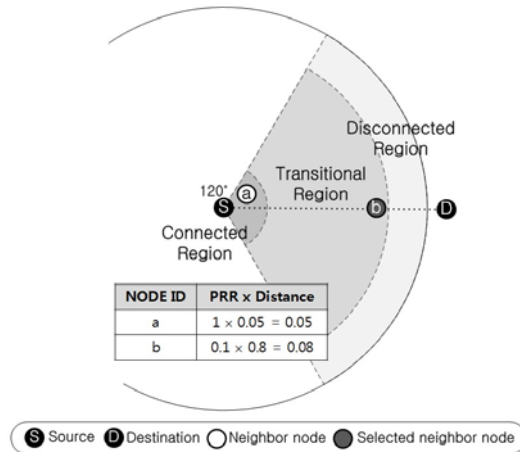 Disconnected
Region
Transitional
Region
120°
a
S
b
D
Connected
Region
NODE ID PRR x Distance
a 1 × 0.05 = 0.05
b 0.1 × 0.8 = 0.08
S Source D Destination Neighbor node Selected neighbor node